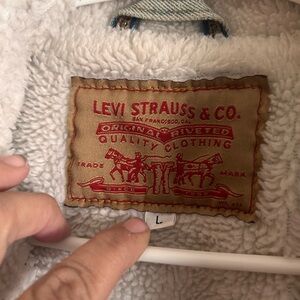 LEVI STRAUSS & CO.
SAN FRANCISCO, CAL.
ORIGINAL RIVETED
QUALITY CLOTHING
TRADE MARK
L